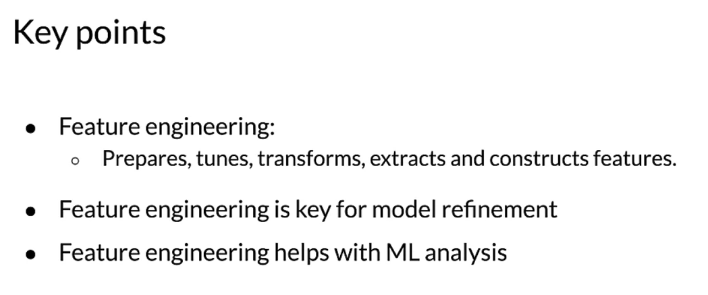 Key points
● Feature engineering:
○ Prepares, tunes, transforms, extracts and constructs features.
● Feature engineering is key for model refinement
● Feature engineering helps with ML analysis